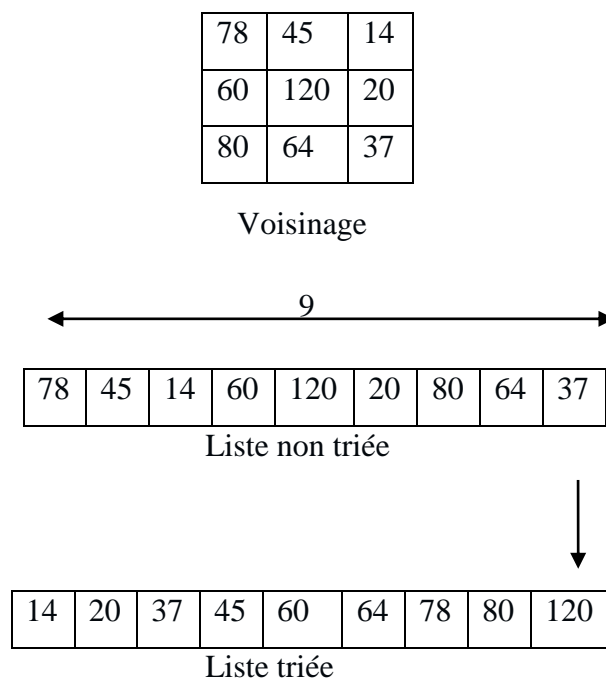 78 45 14
60 120 20
80 64 37
Voisinage
9
78 45 14 60 120 20 80 64 37
Liste non triée
14 20 37 45 60 64 78 80 120
Liste triée